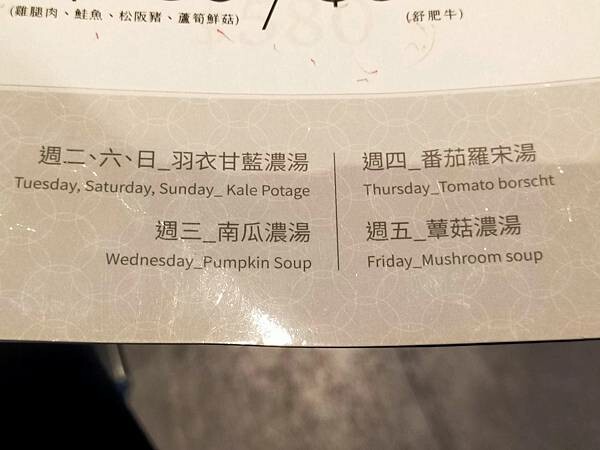 (雞腿肉、鮭魚、松阪豬、蘆筍鮮菇)
(舒肥牛)
週二、六、日_羽衣甘藍濃湯
Tuesday, Saturday, Sunday_ Kale Potage
週三_南瓜濃湯
Wednesday_Pumpkin Soup
週四_番茄羅宋湯
Thursday_Tomato borscht
週五_蕈菇濃湯
Friday_Mushroom soup